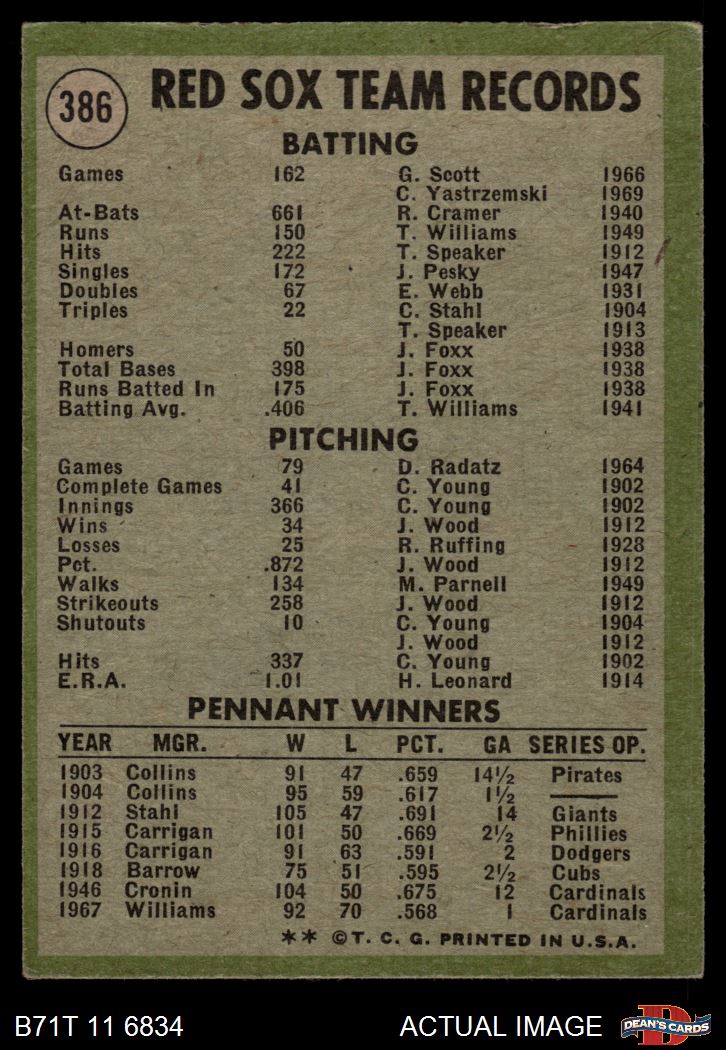 386 RED SOX TEAM RECORDS
BATTING
Games 162 G. Scott 1966
C. Yastrzemski 1969
At-Bats 661 R. Cramer 1940
Runs 150 T. Williams 1949
Hits 222 T. Speaker 1912
Singles 172 J. Pesky 1947
Doubles 67 E. Webb 1931
Triples 22 C. Stahl 1904
T. Speaker 1913
Homers 50 J. Foxx 1938
Total Bases 398 J. Foxx 1938
Runs Batted In 175 J. Foxx 1938
Batting Avg. .406 T. Williams 1941
PITCHING
Games 79 D. Radatz 1964
Complete Games 41 C. Young 1902
Innings 366 C. Young 1902
Wins 34 J. Wood 1912
Losses 25 R. Ruffing 1928
Pct. .872 J. Wood 1912
Walks 134 M. Parnell 1949
Strikeouts 258 J. Wood 1912
Shutouts 10 C. Young 1904
J. Wood 1912
Hits 337 C. Young 1902
E.R.A. 1.01 H. Leonard 1914
PENNANT WINNERS
YEAR MGR. W L PCT. GA SERIES OP.
1903 Collins 91 47 .659 14½ Pirates
1904 Collins 95 59 .617 1½ ———
1912 Stahl 105 47 .691 14 Giants
1915 Carrigan 101 50 .669 2½ Phillies
1916 Carrigan 91 63 .591 2 Dodgers
1918 Barrow 75 51 .595 2½ Cubs
1946 Cronin 104 50 .675 12 Cardinals
1967 Williams 92 70 .568 1 Cardinals
** ©T. C. G. PRINTED IN U.S.A.
B71T 11 6834 ACTUAL IMAGE DEAN'S CARDS